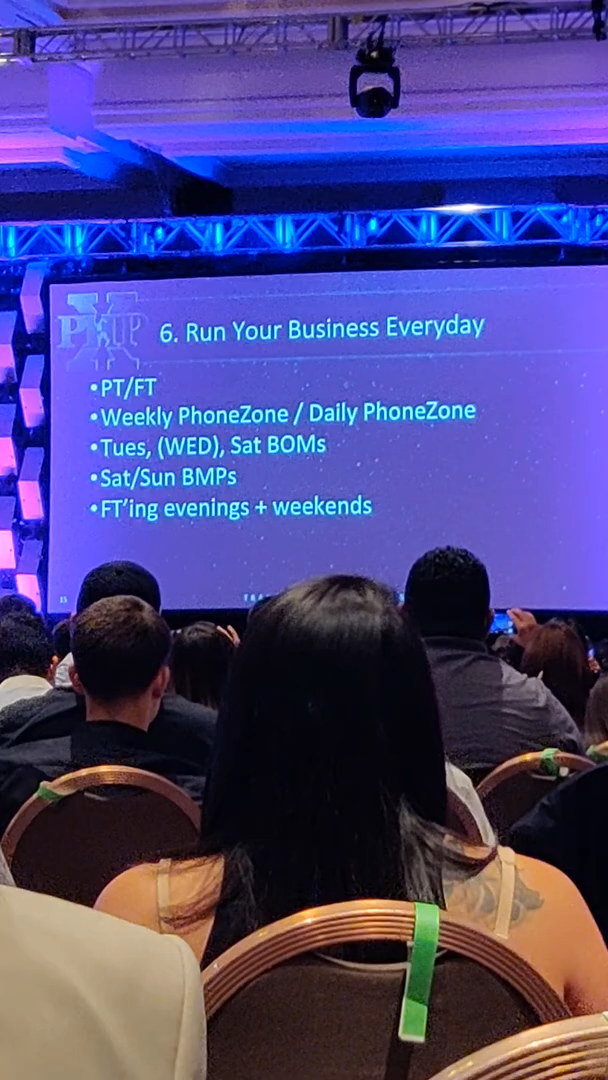 PHP
6. Run Your Business Everyday
•PT/FT
•Weekly PhoneZone / Daily PhoneZone
•Tues, (WED), Sat BOMs
•Sat/Sun BMPs
•FT'ing evenings + weekends
15